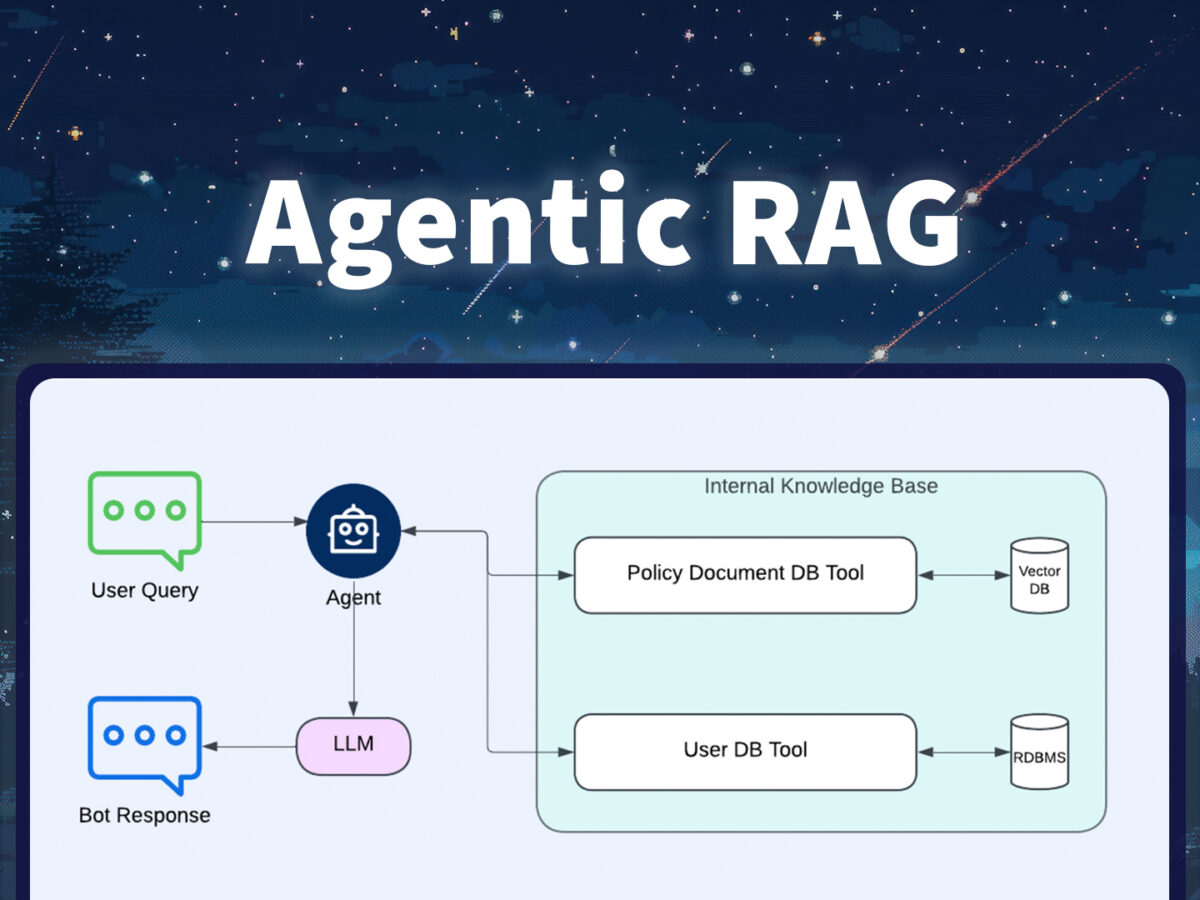 Agentic RAG
Internal Knowledge Base
User Query
Agent
Policy Document DB Tool
Vector
DB
Bot Response
LLM
User DB Tool
RDBMS